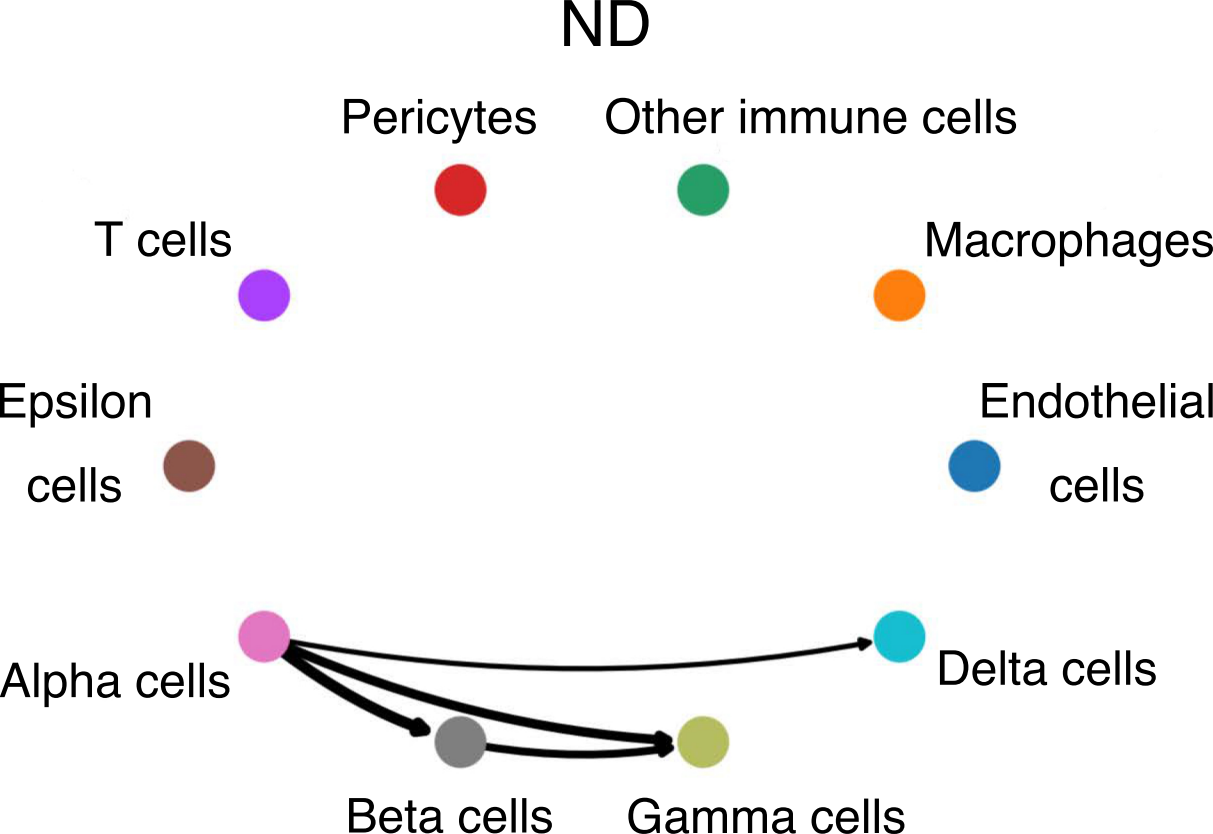 ND
Pericytes
Other immune cells
T cells
Macrophages
Epsilon
cells
Endothelial
cells
Alpha cells
Delta cells
Beta cells
Gamma cells